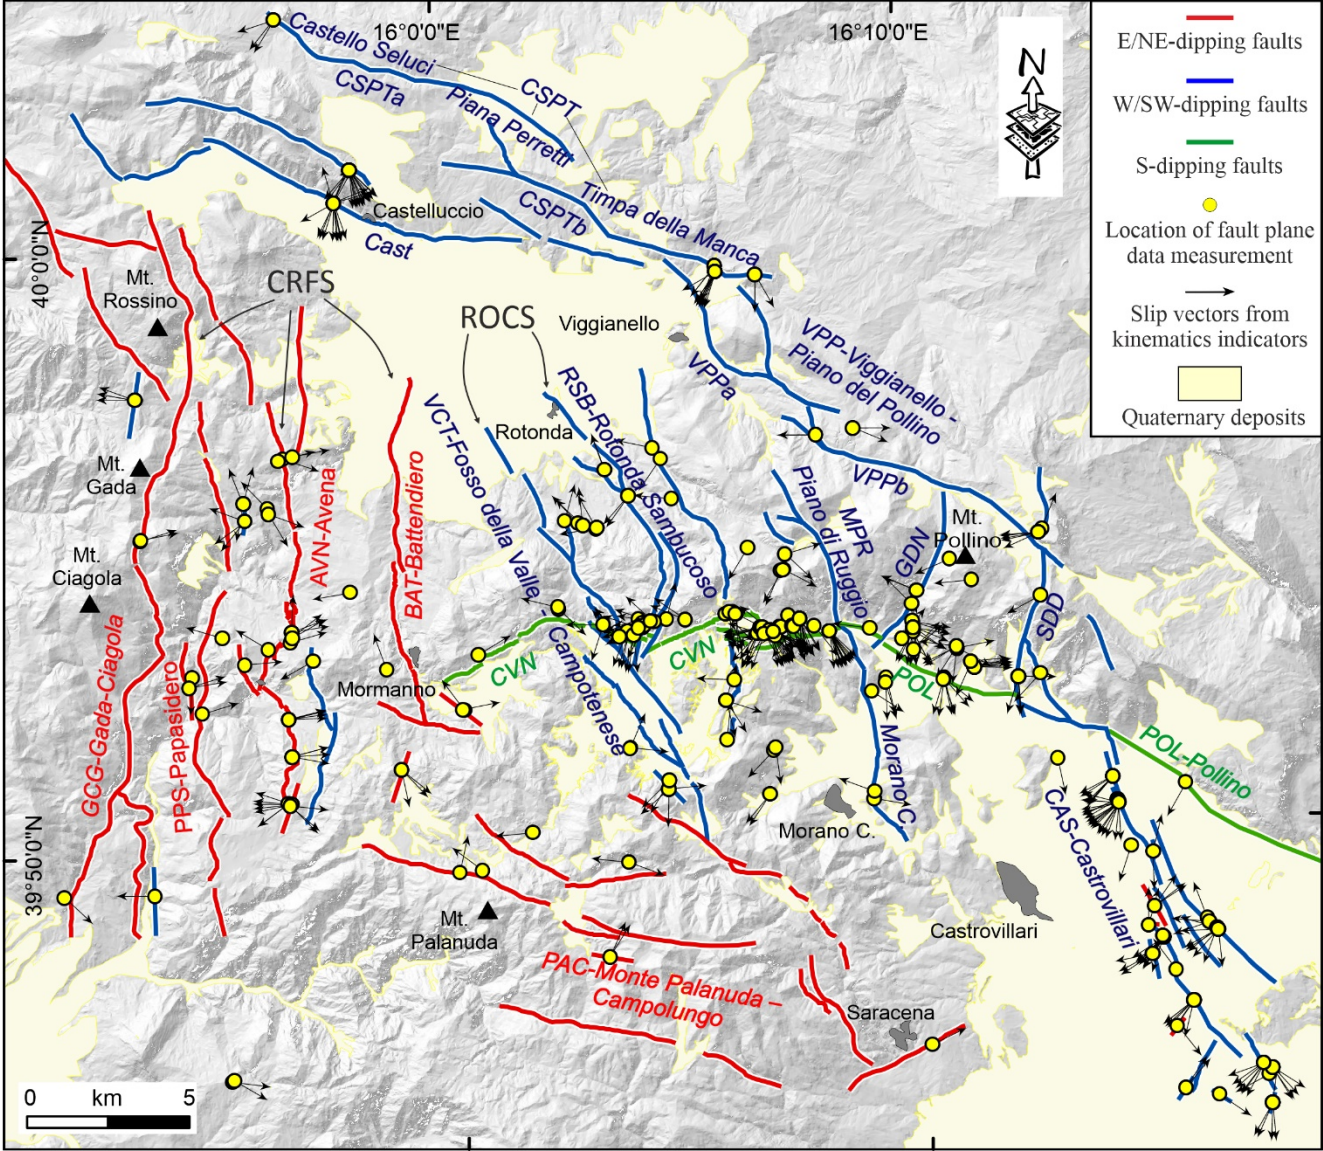 16°0'0"E
16°10'0"E
40°0'0"N
39°50'0"N
N
E/NE-dipping faults
W/SW-dipping faults
S-dipping faults
Location of fault plane
data measurement
Slip vectors from
kinematics indicators
Quaternary deposits
Castello Seluci
CSPTa
CSPT
Piana Perretti
Timpa della Manca
CSPTb
Castelluccio
Cast
Mt.
Rossino
CRFS
ROCS
Viggianello
VPP-Viggianello -
Piano del Pollino
VPPa
VPPb
RSB-Rotonda Sambucoso
Rotonda
VCT-Fosso della Valle -
Campotenese
Mt.
Gada
Mt.
Ciagola
AVN-Avena
BAT-Battendiero
GCG-Gada-Ciagola
PPS-Papasidero
Piano di Ruggio
MPR
GDN
Mt.
Pollino
SDD
CVN
CVN
POL
POL-Pollino
Mormanno
Morano C.
Morano C.
CAS-Castrovillari
Castrovillari
Mt.
Palanuda
PAC-Monte Palanuda –
Campolungo
Saracena
0 km 5